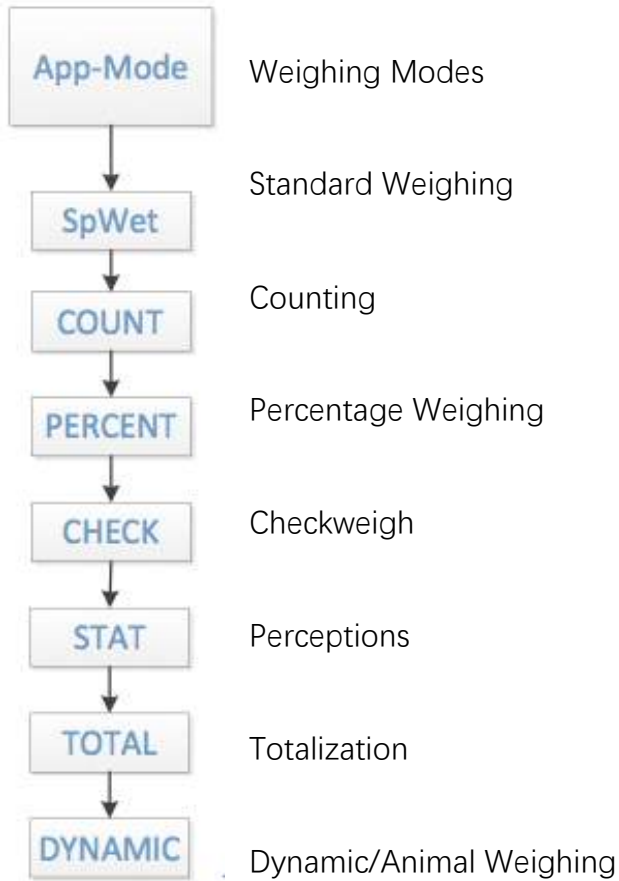 App-Mode Weighing Modes
Standard Weighing
SpWet
Counting
COUNT
Percentage Weighing
PERCENT
Checkweigh
CHECK
STAT Perceptions
TOTAL Totalization
DYNAMIC Dynamic/Animal Weighing